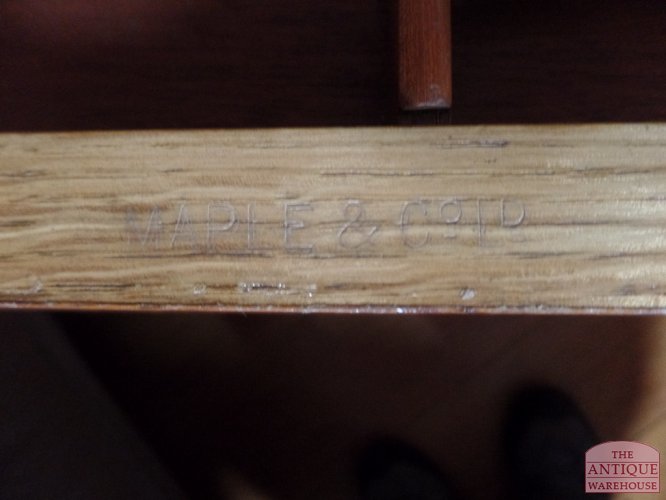 MAPLE & Co LD
THE
ANTIQUE
WAREHOUSE